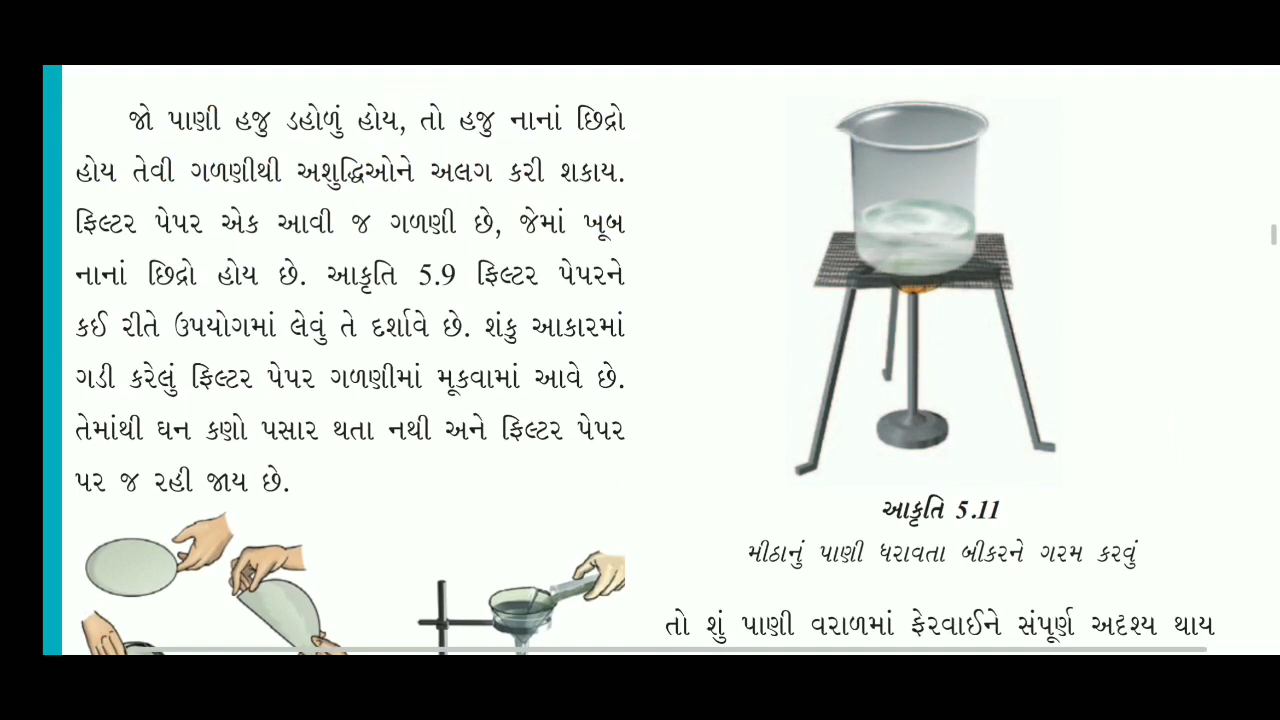 જો પાણી હજુ ડહોળું હોય, તો હજુ નાનાં છિદ્રો
હોય તેવી ગળણીથી અશુદ્ધિઓને અલગ કરી શકાય.
ફિલ્ટર પેપર એક આવી જ ગળણી છે, જેમાં ખૂબ
નાનાં છિદ્રો હોય છે. આકૃતિ 5.9 ફિલ્ટર પેપરને
કઈ રીતે ઉપયોગમાં લેવું તે દર્શાવે છે. શંકુ આકારમાં
ગડી કરેલું ફિલ્ટર પેપર ગળણીમાં મૂકવામાં આવે છે.
તેમાંથી ઘન કણો પસાર થતા નથી અને ફિલ્ટર પેપર
પર જ રહી જાય છે.
આકૃતિ 5.11
મીઠાનું પાણી ધરાવતા બીકરને ગરમ કરવું
તો શું પાણી વરાળમાં ફેરવાઈને સંપૂર્ણ અદૃશ્ય થાય